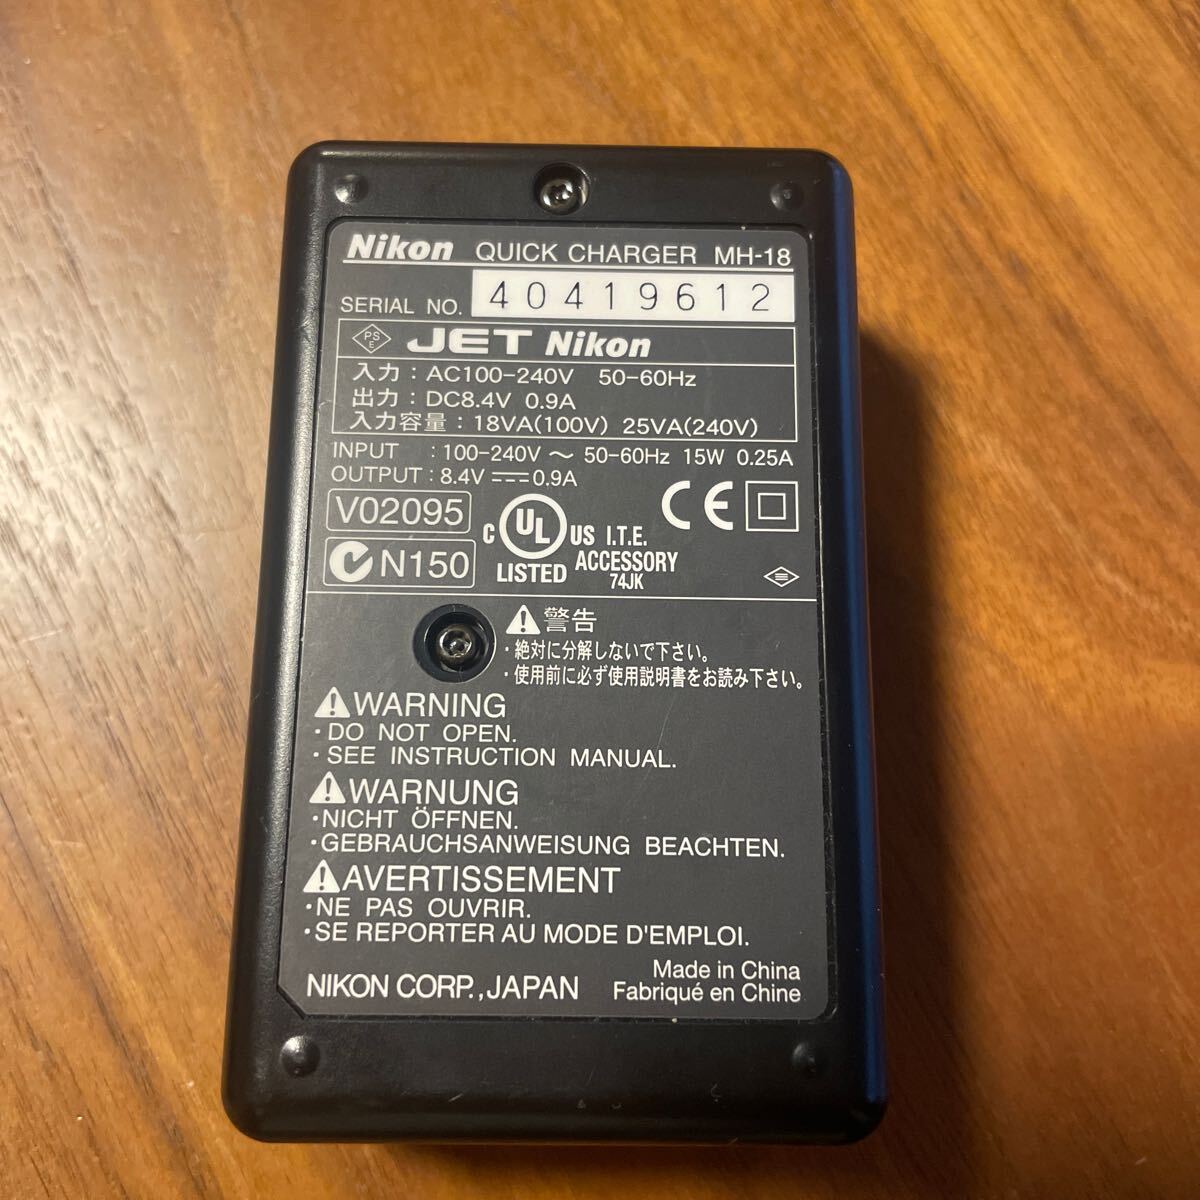 Nikon QUICK CHARGER MH-18
SERIAL NO. 40419612
PS E JET Nikon
入力：AC100-240V 50-60Hz
出力：DC8.4V 0.9A
入力容量：18VA(100V) 25VA(240V)
INPUT : 100-240V ～ 50-60Hz 15W 0.25A
OUTPUT : 8.4V ⎓ 0.9A
V02095
C UL US I.T.E.
LISTED ACCESSORY
74JK
CE
N150
⚠警告
・絶対に分解しないで下さい。
・使用前に必ず使用説明書をお読み下さい。
⚠WARNING
・DO NOT OPEN.
・SEE INSTRUCTION MANUAL.
⚠WARNUNG
・NICHT ÖFFNEN.
・GEBRAUCHSANWEISUNG BEACHTEN.
⚠AVERTISSEMENT
・NE PAS OUVRIR.
・SE REPORTER AU MODE D'EMPLOI.
NIKON CORP.,JAPAN
Made in China
Fabriqué en Chine